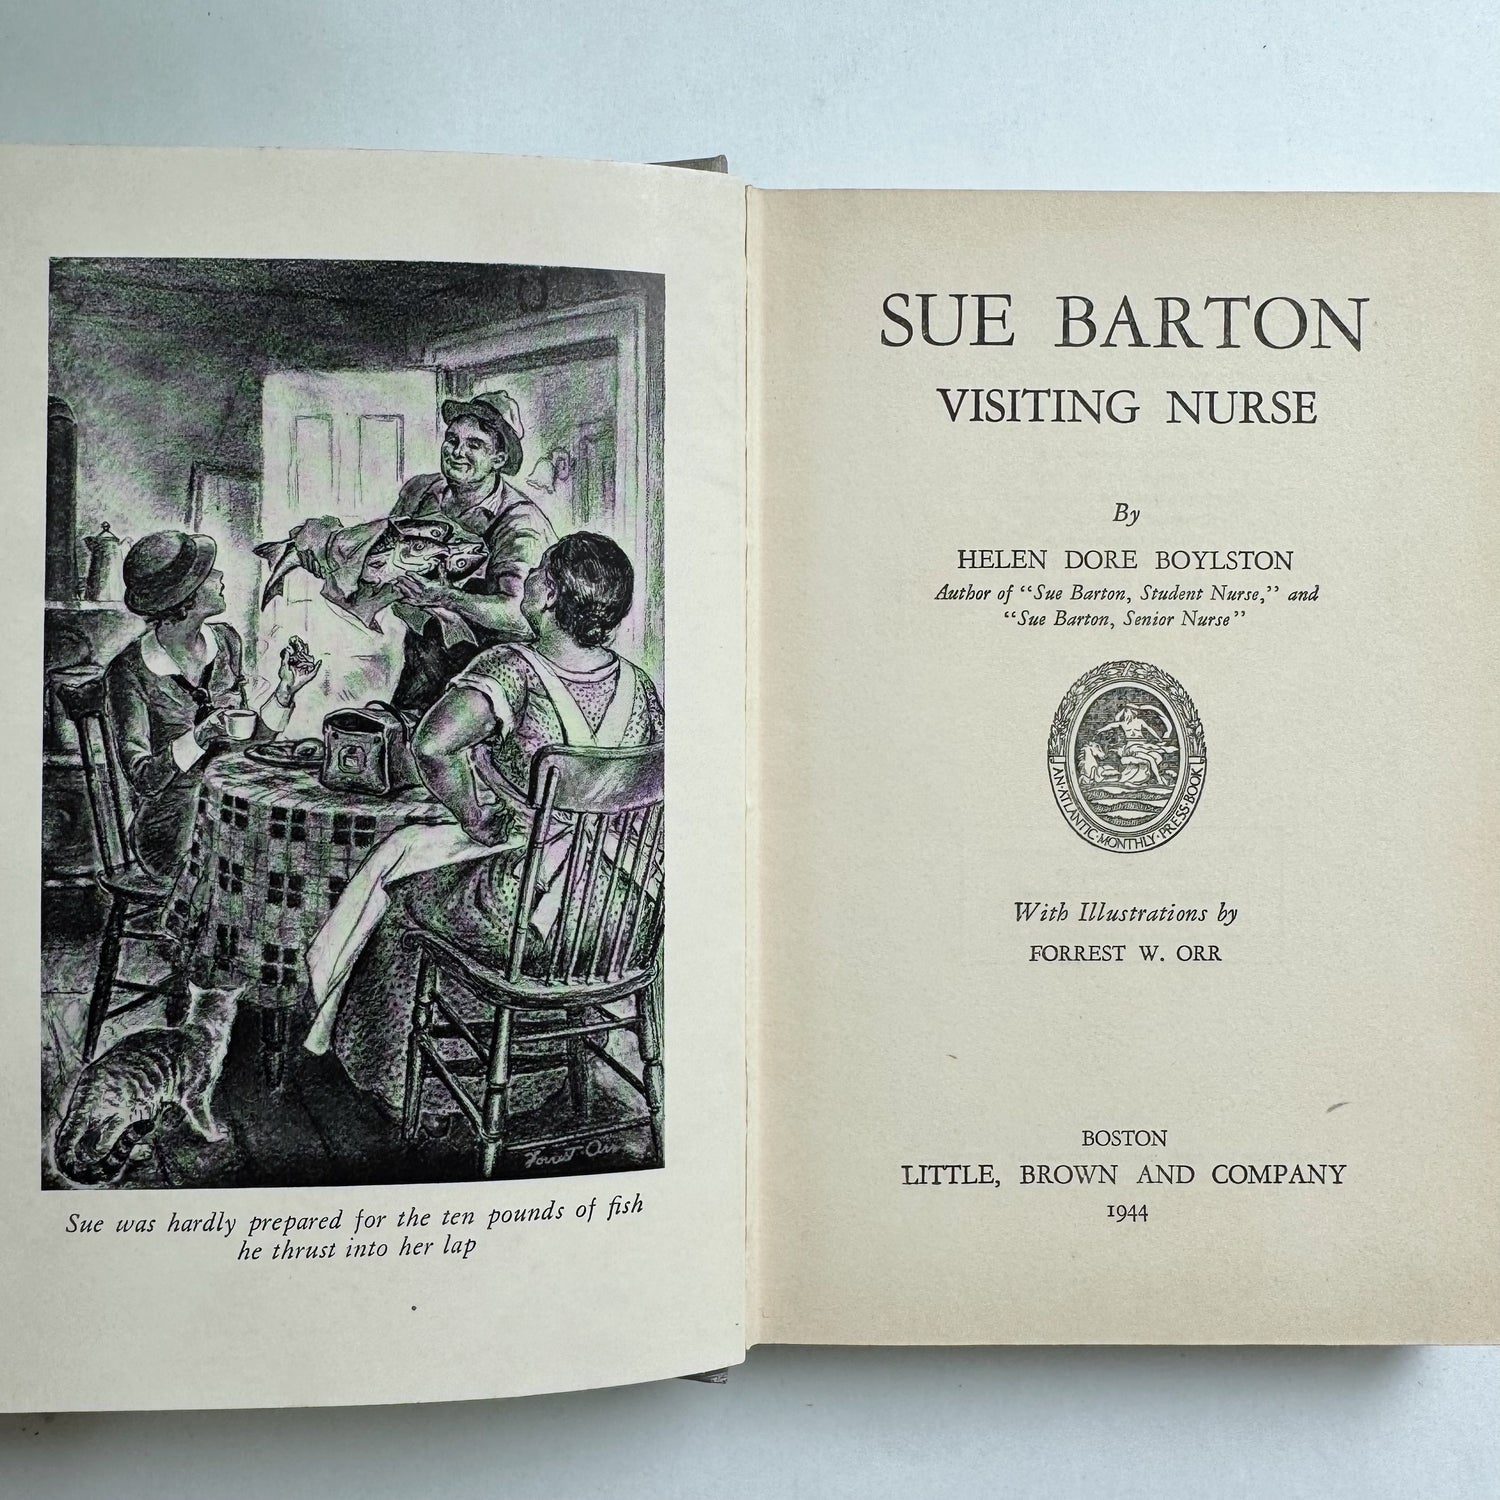 Forrest Orr
Sue was hardly prepared for the ten pounds of fish
he thrust into her lap
SUE BARTON
VISITING NURSE
By
HELEN DORE BOYLSTON
Author of “Sue Barton, Student Nurse,” and
“Sue Barton, Senior Nurse”
AN·ATLANTIC·MONTHLY·PRESS·BOOK
With Illustrations by
FORREST W. ORR
BOSTON
LITTLE, BROWN AND COMPANY
1944